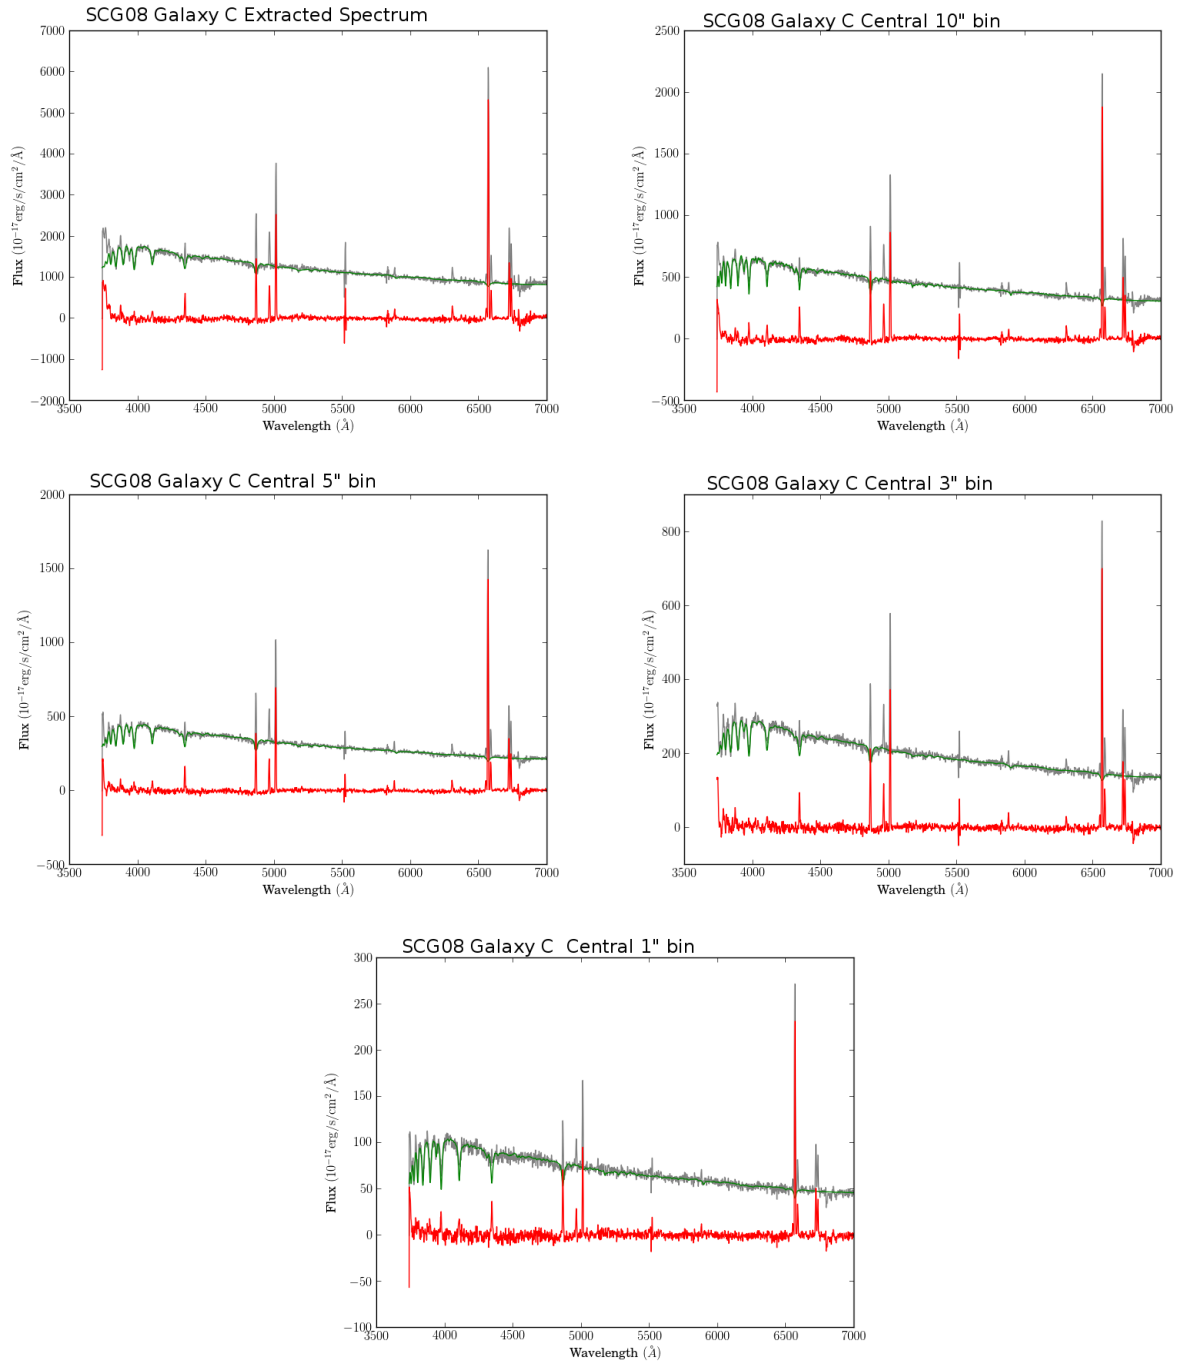 SCG08 Galaxy C Extracted Spectrum
7000
6000
5000
4000
3000
2000
1000
0
−1000
−2000
3500 4000 4500 5000 5500 6000 6500 7000
Flux (10⁻¹⁷erg/s/cm²/Å)
Wavelength (Å)
SCG08 Galaxy C Central 10" bin
2500
2000
1500
1000
500
0
−500
3500 4000 4500 5000 5500 6000 6500 7000
Flux (10⁻¹⁷erg/s/cm²/Å)
Wavelength (Å)
SCG08 Galaxy C Central 5" bin
2000
1500
1000
500
0
−500
3500 4000 4500 5000 5500 6000 6500 7000
Flux (10⁻¹⁷erg/s/cm²/Å)
Wavelength (Å)
SCG08 Galaxy C Central 3" bin
800
600
400
200
0
3500 4000 4500 5000 5500 6000 6500 7000
Flux (10⁻¹⁷erg/s/cm²/Å)
Wavelength (Å)
SCG08 Galaxy C Central 1" bin
300
250
200
150
100
50
0
−50
−100
3500 4000 4500 5000 5500 6000 6500 7000
Flux (10⁻¹⁷erg/s/cm²/Å)
Wavelength (Å)